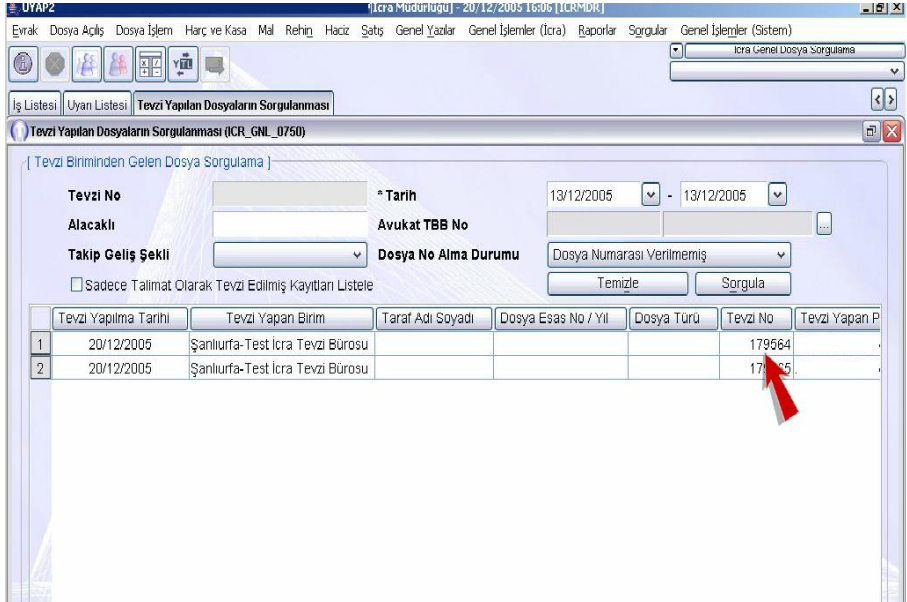 UYAP2 [İcra Müdürlüğü] - 20/12/2005 16:06 [ICRMDR]
Evrak Dosya Açılış Dosya İşlem Harç ve Kasa Mal Rehin Haciz Satış Genel Yazılar Genel İşlemler (İcra) Raporlar Sorgular Genel İşlemler (Sistem)
İcra Genel Dosya Sorgulama
YTL
İş Listesi Uyarı Listesi Tevzi Yapılan Dosyaların Sorgulanması
Tevzi Yapılan Dosyaların Sorgulanması (ICR_GNL_0750)
[ Tevzi Biriminden Gelen Dosya Sorgulama ]
Tevzi No * Tarih 13/12/2005 - 13/12/2005
Alacaklı Avukat TBB No ...
Takip Geliş Şekli Dosya No Alma Durumu Dosya Numarası Verilmemiş
Sadece Talimat Olarak Tevzi Edilmiş Kayıtları Listele Temizle Sorgula
Tevzi Yapılma Tarihi Tevzi Yapan Birim Taraf Adı Soyadı Dosya Esas No / Yıl Dosya Türü Tevzi No Tevzi Yapan P
1 20/12/2005 Şanlıurfa-Test İcra Tevzi Bürosu 179564
2 20/12/2005 Şanlıurfa-Test İcra Tevzi Bürosu